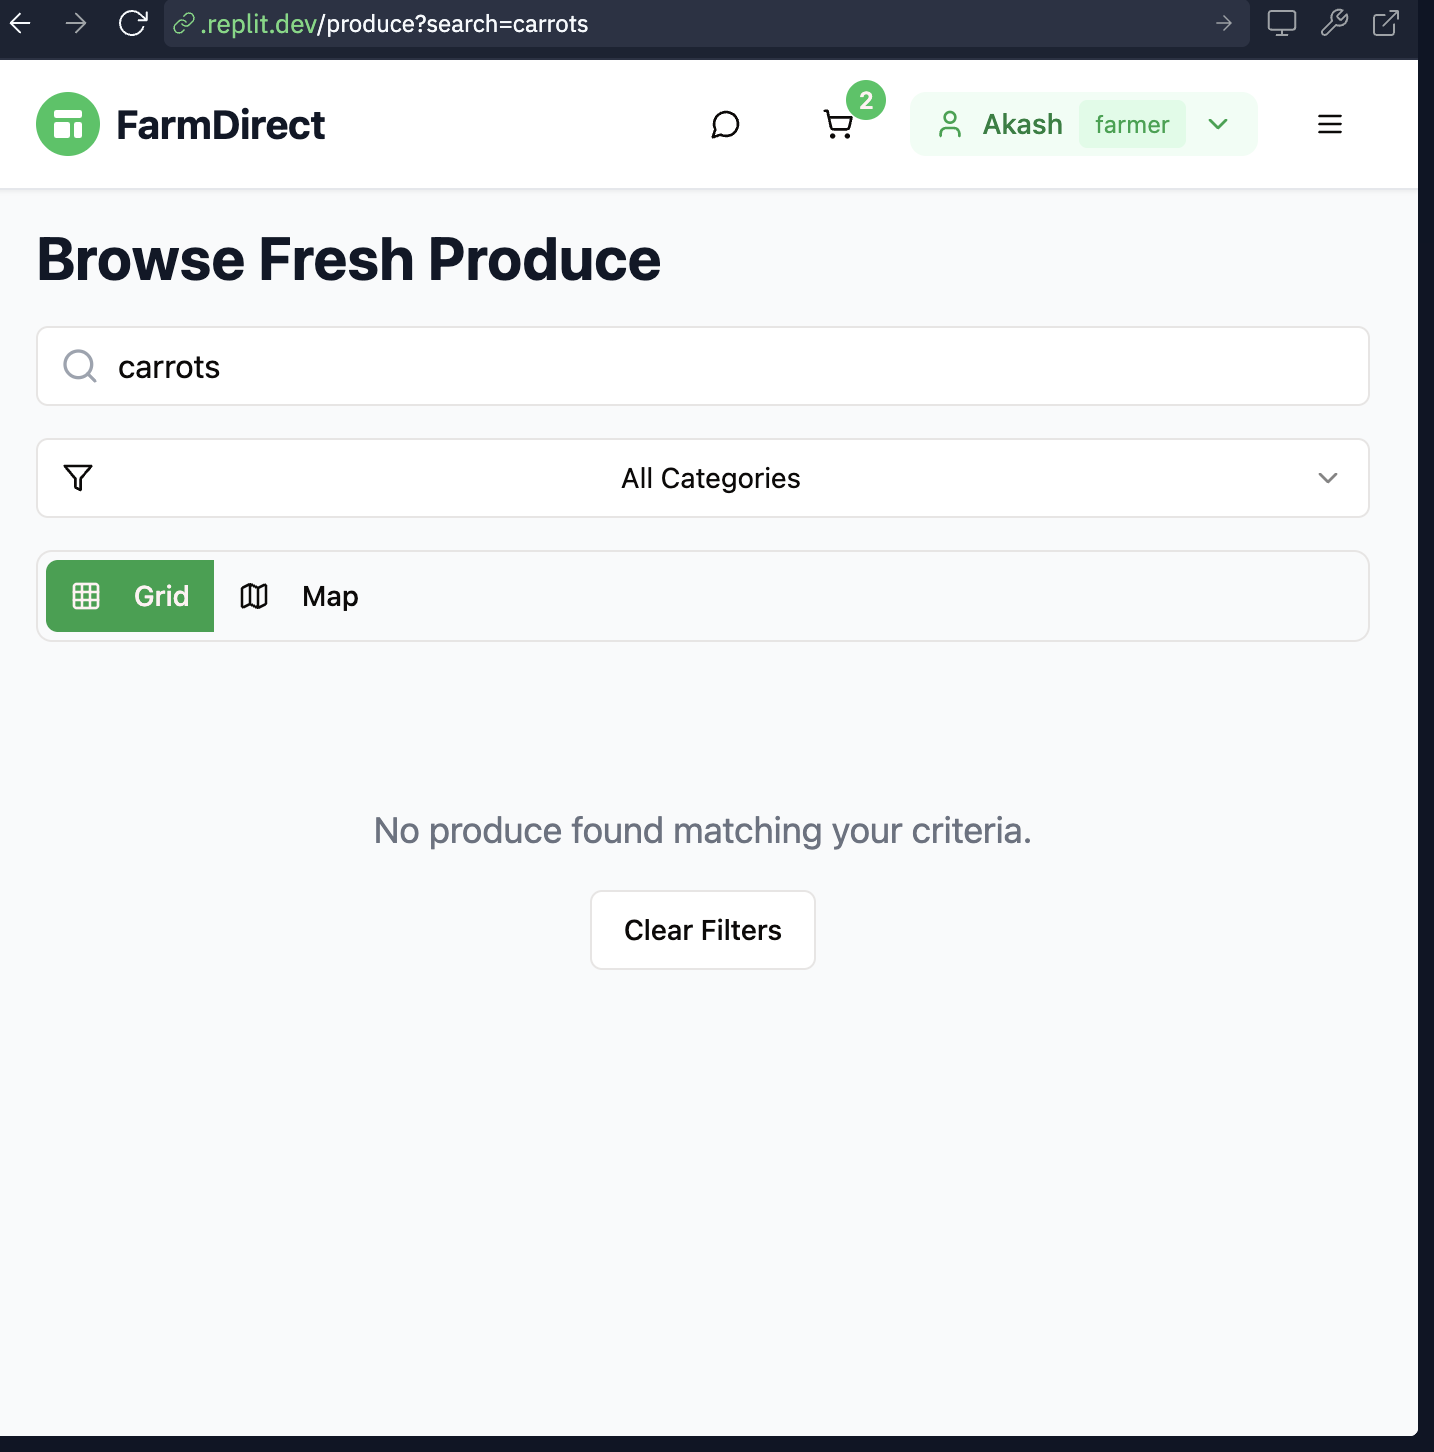 .replit.dev/produce?search=carrots
FarmDirect
2
Akash farmer
Browse Fresh Produce
carrots
All Categories
Grid Map
No produce found matching your criteria.
Clear Filters